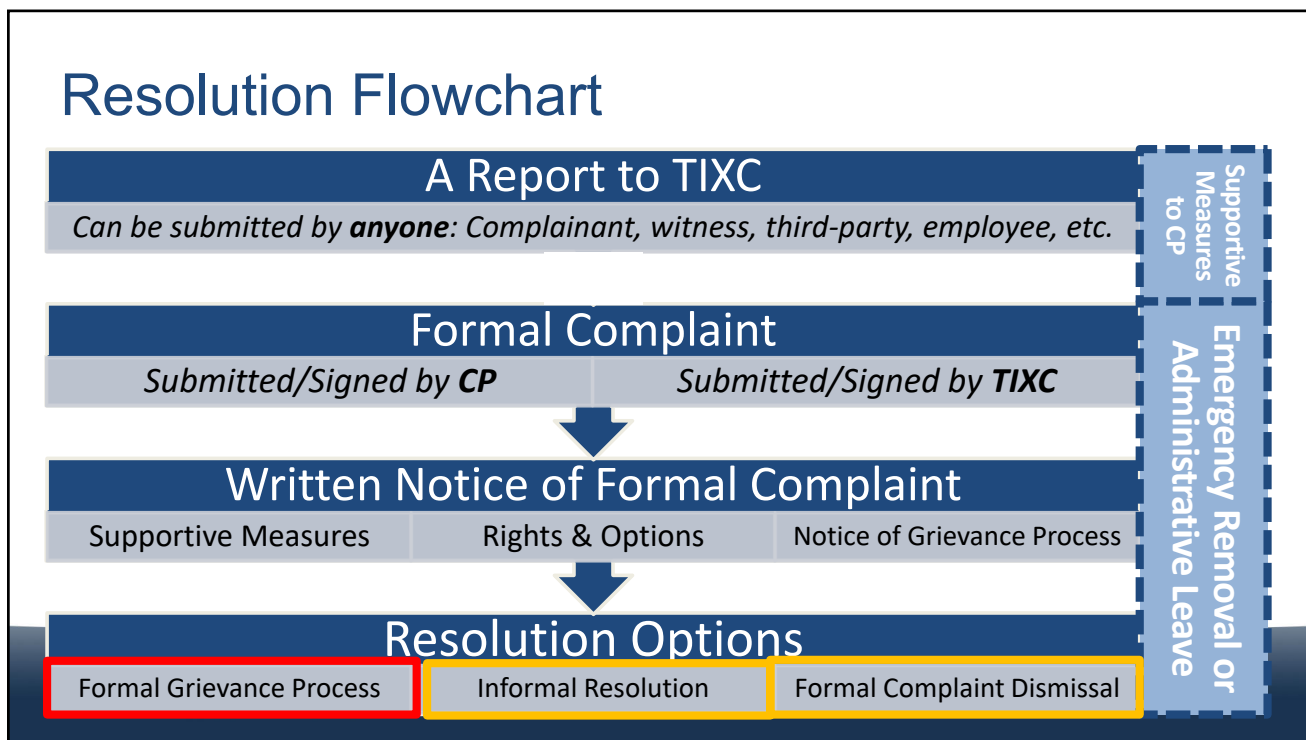 Resolution Flowchart
A Report to TIXC
Can be submitted by anyone: Complainant, witness, third-party, employee, etc.
Supportive
Measures
to CP
Formal Complaint
Submitted/Signed by CP
Submitted/Signed by TIXC
Written Notice of Formal Complaint
Supportive Measures
Rights & Options
Notice of Grievance Process
Resolution Options
Formal Grievance Process
Informal Resolution
Formal Complaint Dismissal
Emergency Removal or
Administrative Leave